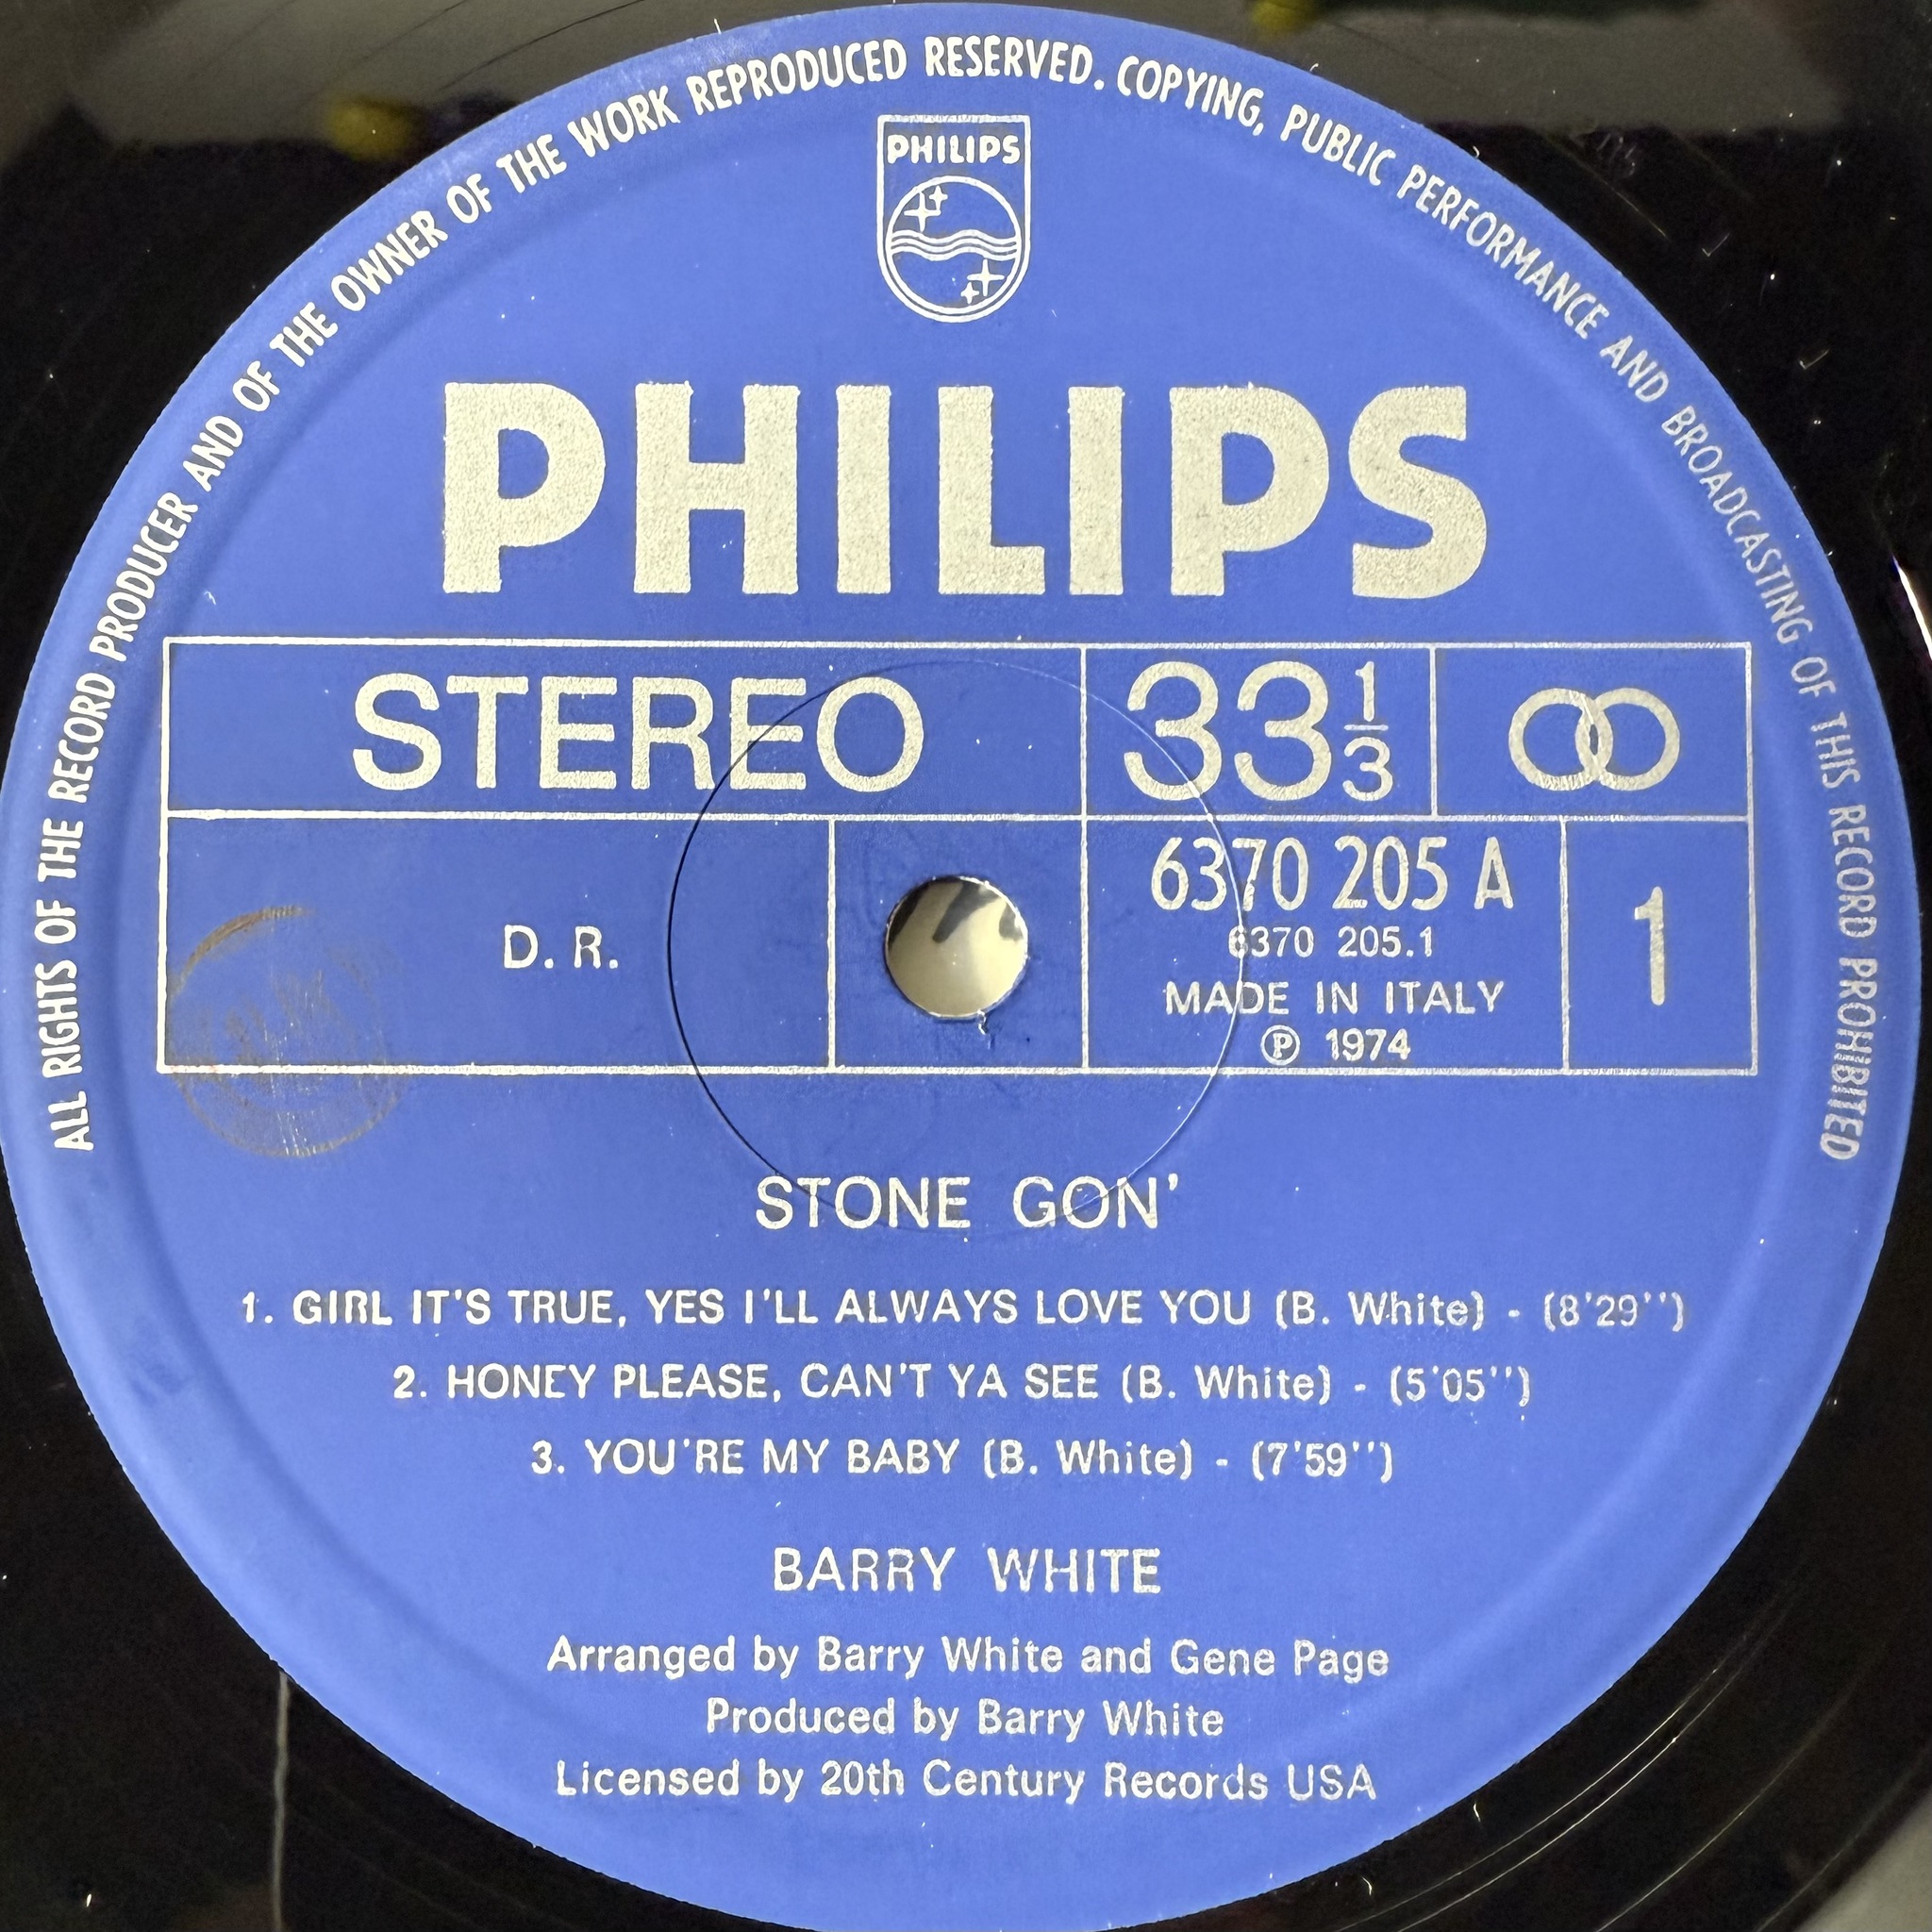 ALL RIGHTS OF THE RECORD PRODUCER AND OF THE OWNER OF THE WORK REPRODUCED RESERVED. COPYING, PUBLIC PERFORMANCE AND BROADCASTING OF THIS RECORD PROHIBITED
PHILIPS
PHILIPS
STEREO
33 1/3
D. R.
6370 205 A
6370 205.1
MADE IN ITALY
℗ 1974
1
STONE GON'
1. GIRL IT'S TRUE, YES I'LL ALWAYS LOVE YOU (B. White) - (8'29'')
2. HONEY PLEASE, CAN'T YA SEE (B. White) - (5'05'')
3. YOU'RE MY BABY (B. White) - (7'59'')
BARRY WHITE
Arranged by Barry White and Gene Page
Produced by Barry White
Licensed by 20th Century Records USA